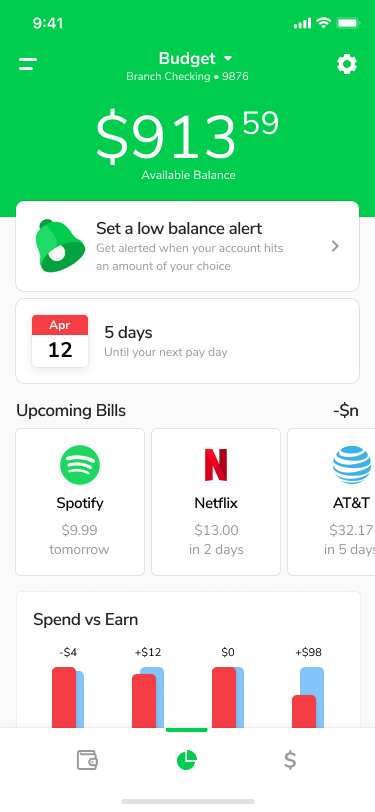 9:41
Budget
Branch Checking • 9876
$913 59
Available Balance
Set a low balance alert
Get alerted when your account hits
an amount of your choice
Apr
12
5 days
Until your next pay day
Upcoming Bills
-$n
Spotify
$9.99
tomorrow
Netflix
$13.00
in 2 days
AT&T
$32.17
in 5 days
Spend vs Earn
-$4
+$12
$0
+$98